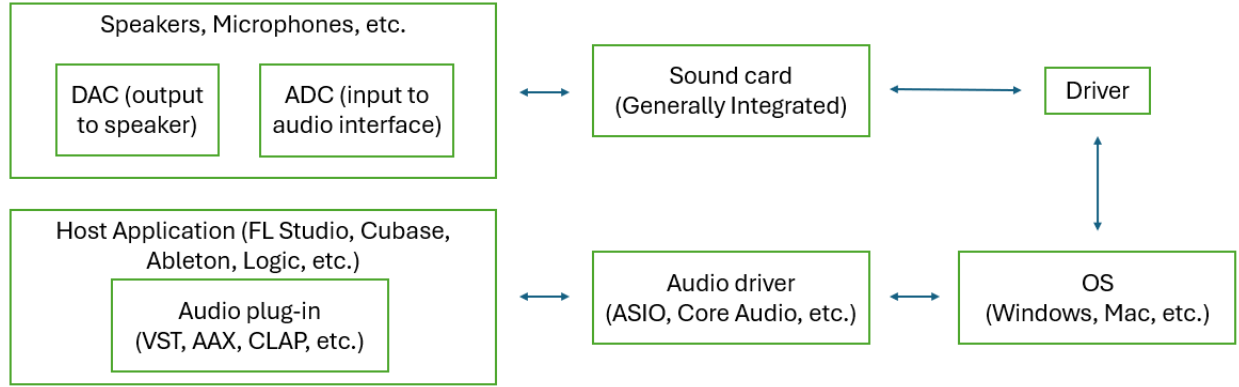 Speakers, Microphones, etc.
DAC (output
to speaker)
ADC (input to
audio interface)
Sound card
(Generally Integrated)
Driver
Host Application (FL Studio, Cubase,
Ableton, Logic, etc.)
Audio plug-in
(VST, AAX, CLAP, etc.)
Audio driver
(ASIO, Core Audio, etc.)
OS
(Windows, Mac, etc.)